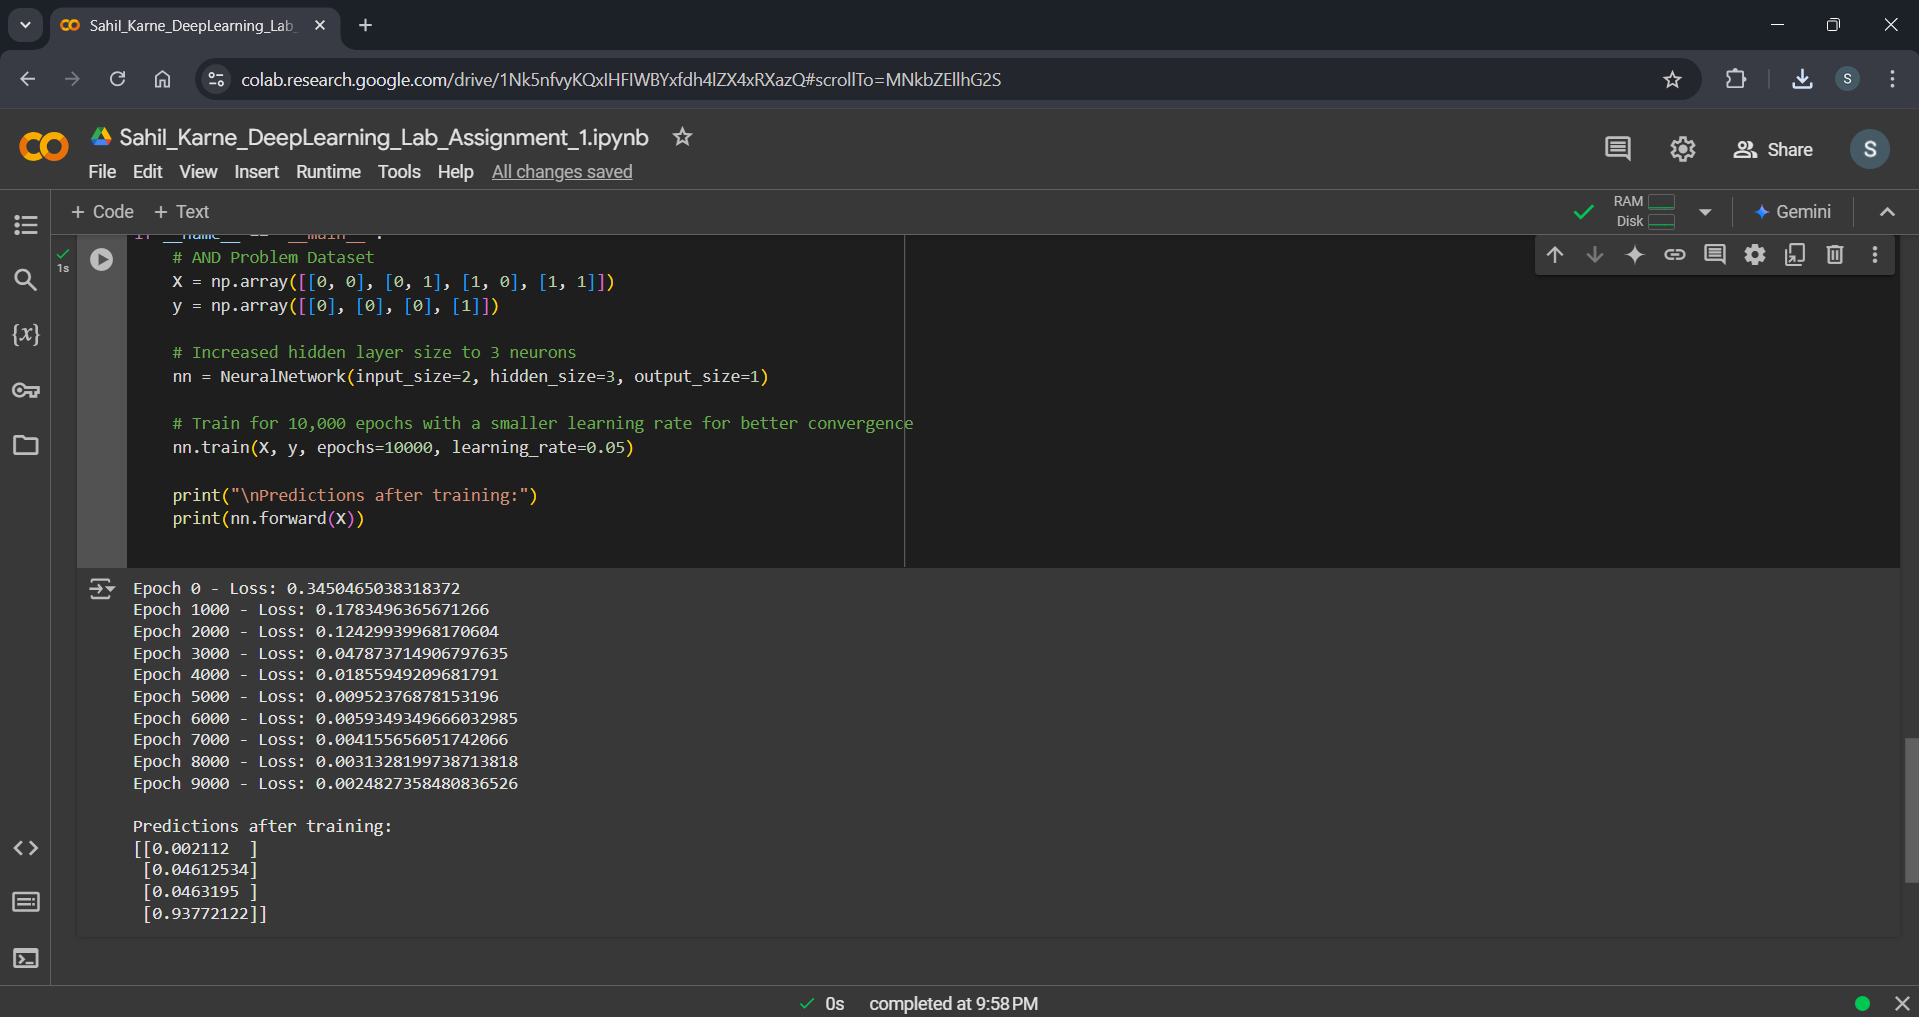 Sahil_Karne_DeepLearning_Lab_
colab.research.google.com/drive/1Nk5nfvyKQxIHFIWBYxfdh4lZX4xRXazQ#scrollTo=MNkbZEllhG2S
S
Sahil_Karne_DeepLearning_Lab_Assignment_1.ipynb
Share
S
File Edit View Insert Runtime Tools Help All changes saved
+ Code + Text
RAM
Disk
Gemini
if __name__ == "__main__":
1s
# AND Problem Dataset
X = np.array([[0, 0], [0, 1], [1, 0], [1, 1]])
y = np.array([[0], [0], [0], [1]])
{x}
# Increased hidden layer size to 3 neurons
nn = NeuralNetwork(input_size=2, hidden_size=3, output_size=1)
# Train for 10,000 epochs with a smaller learning rate for better convergence
nn.train(X, y, epochs=10000, learning_rate=0.05)
print("\nPredictions after training:")
print(nn.forward(X))
Epoch 0 - Loss: 0.3450465038318372
Epoch 1000 - Loss: 0.1783496365671266
Epoch 2000 - Loss: 0.12429939968170604
Epoch 3000 - Loss: 0.047873714906797635
Epoch 4000 - Loss: 0.01855949209681791
Epoch 5000 - Loss: 0.00952376878153196
Epoch 6000 - Loss: 0.0059349349666032985
Epoch 7000 - Loss: 0.004155656051742066
Epoch 8000 - Loss: 0.0031328199738713818
Epoch 9000 - Loss: 0.0024827358480836526
Predictions after training:
[[0.002112  ]
 [0.04612534]
 [0.0463195 ]
 [0.93772122]]
0s completed at 9:58 PM